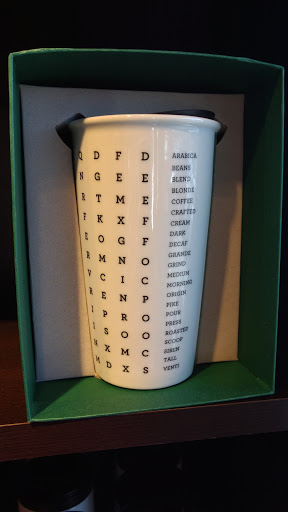 Q D F D
N G E E
R T M E
F K X F
E O G F
R M N O
V C I C
R E N P
I P R O
I S O O
S X M C
N M D X S
ARABICA
BEANS
BLEND
BLONDE
COFFEE
CRAFTED
CREAM
DARK
DECAF
GRANDE
GRIND
MEDIUM
MORNING
ORIGIN
PIKE
POUR
PRESS
ROASTED
SCOOP
SIREN
TALL
VENTI